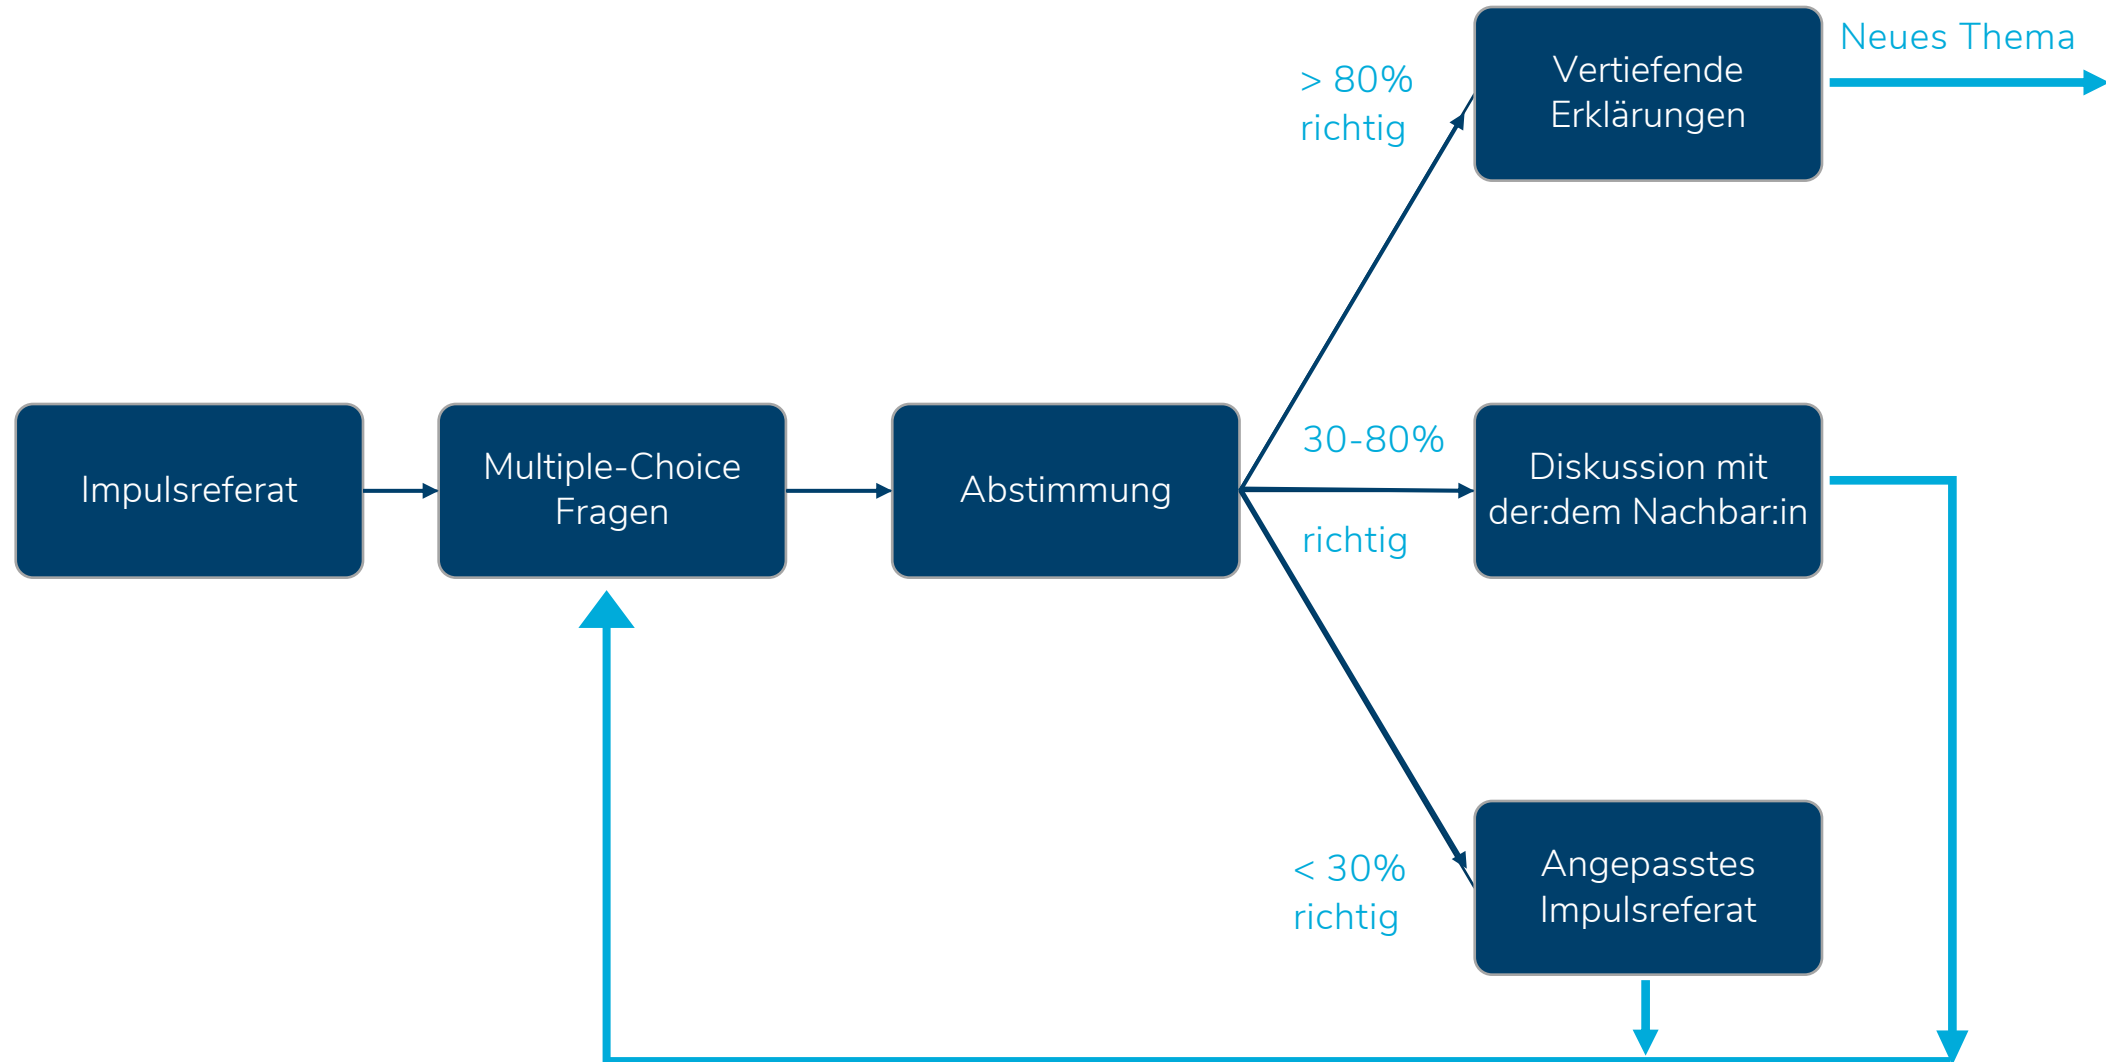 Impulsreferat
Multiple-Choice
Fragen
Abstimmung
> 80%
richtig
Vertiefende
Erklärungen
Neues Thema
30-80%
richtig
Diskussion mit
der:dem Nachbar:in
< 30%
richtig
Angepasstes
Impulsreferat